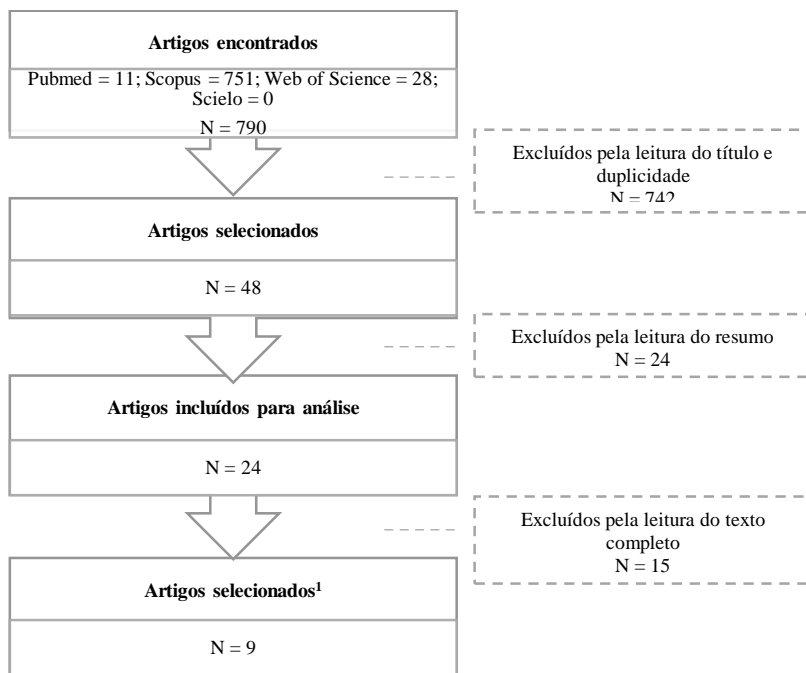 Artigos encontrados
Pubmed = 11; Scopus = 751; Web of Science = 28;
Scielo = 0
N = 790
Excluídos pela leitura do título e
duplicidade
N = 742
Artigos selecionados
N = 48
Excluídos pela leitura do resumo
N = 24
Artigos incluídos para análise
N = 24
Excluídos pela leitura do texto
completo
N = 15
Artigos selecionados¹
N = 9